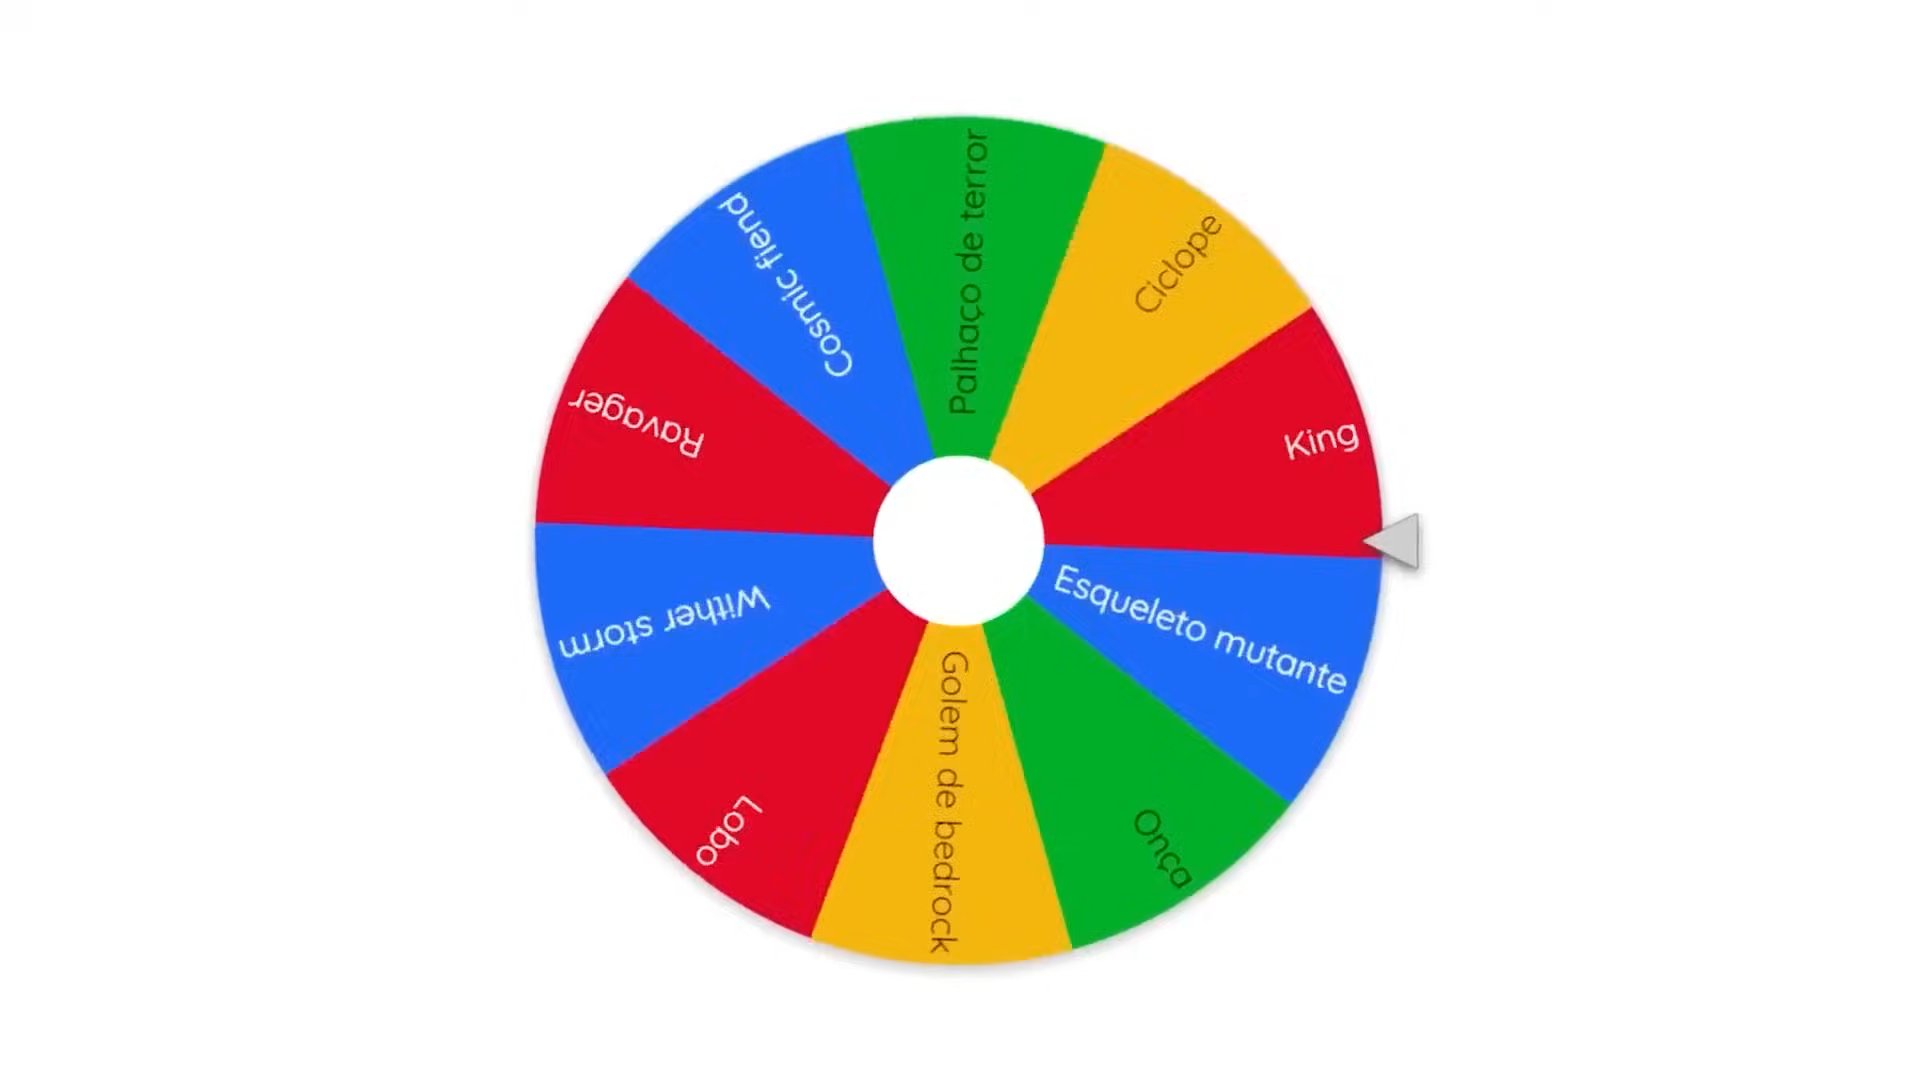 Palhaço de terror
Ciclope
King
Esqueleto mutante
Onça
Golem de bedrock
Lobo
Wither storm
Ravager
Cosmic fiend